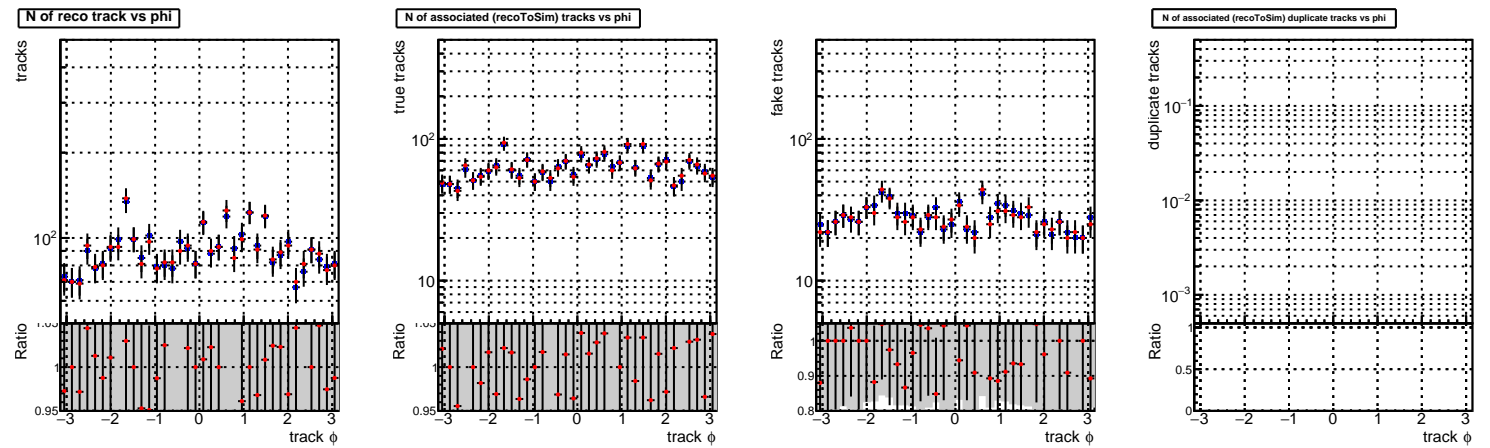 N of reco track vs phi
tracks
10²
Ratio
1.05
1
0.95
−3 −2 −1 0 1 2 3
track ϕ
N of associated (recoToSim) tracks vs phi
true tracks
10²
10
Ratio
1
0.95
−3 −2 −1 0 1 2 3
track ϕ
fake tracks
10²
10
Ratio
1
0.9
0.8
−3 −2 −1 0 1 2 3
track ϕ
N of associated (recoToSim) duplicate tracks vs phi
duplicate tracks
10⁻¹
10⁻²
10⁻³
Ratio
1
0.5
0
−3 −2 −1 0 1 2 3
track ϕ